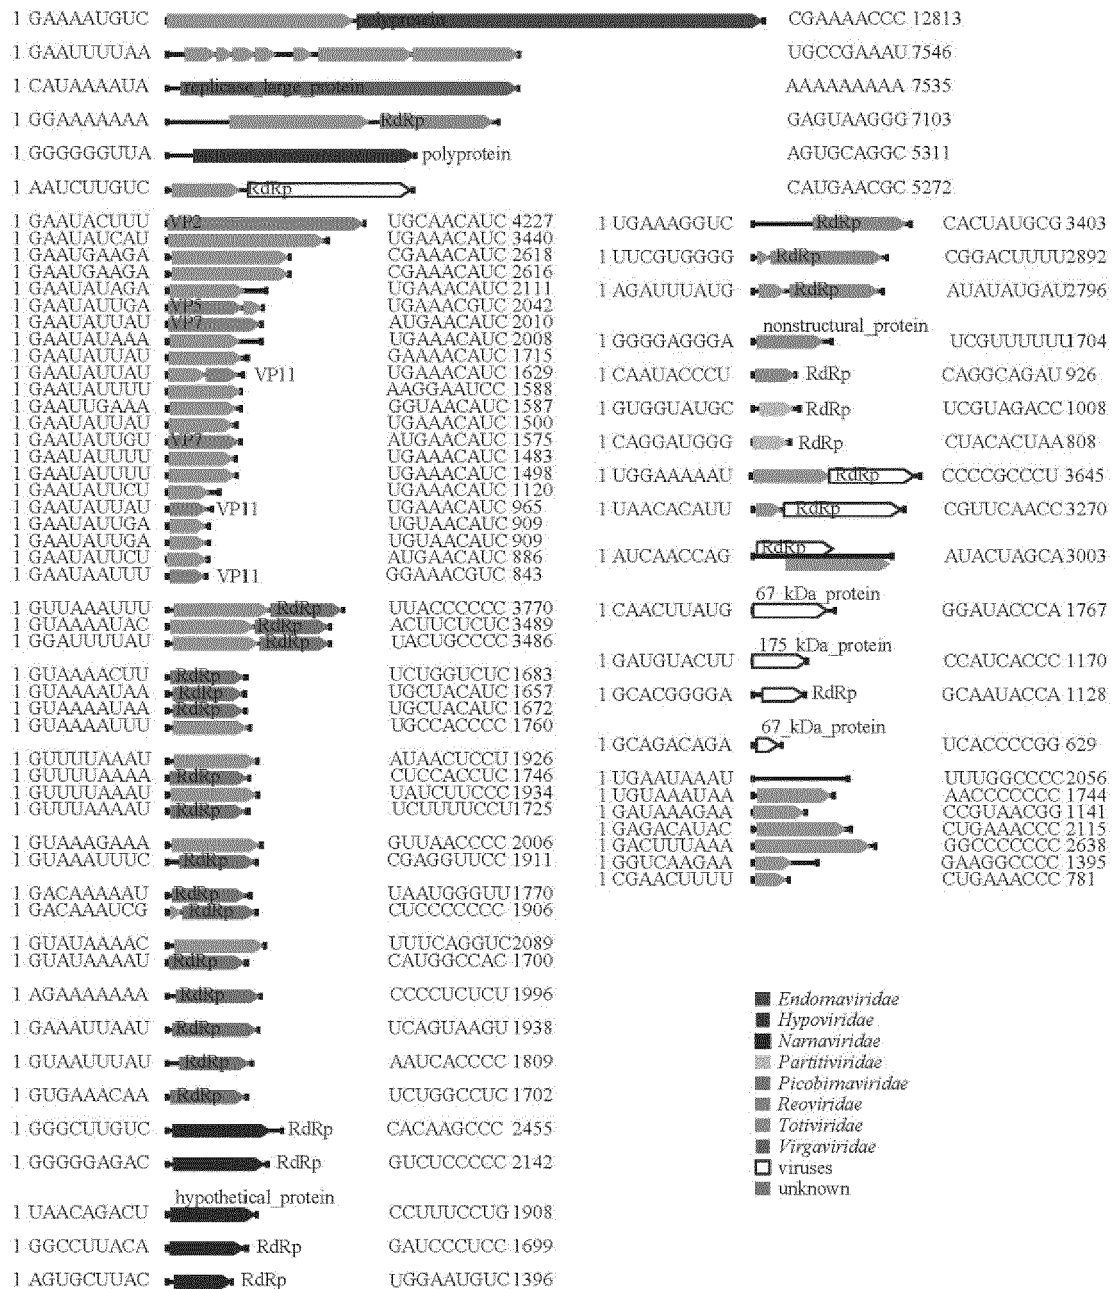 1 GAAAAUGUC polyprotein CGAAAACCC 12813
1 GAAUUUUAA UGCCGAAAU 7546
1 CAUAAAAUA replicase_large_protein AAAAAAAAA 7535
1 GGAAAAAAA RdRp GAGUAAGGG 7103
1 GGGGGGUUA polyprotein AGUGCAGGC 5311
1 AAUCUUGUC RdRp CAUGAACGC 5272
1 GAAUACUUU VP2 UGCAACAUC 4227
1 GAAUAUCAU UGAAACAUC 3440
1 GAAUGAAGA CGAAACAUC 2618
1 GAAUGAAGA CGAAACAUC 2616
1 GAAUAUAGA UGAAACAUC 2111
1 GAAUAUUGA VP5 UGAAACGUC 2042
1 GAAUAUUAU VP7 AUGAACAUC 2010
1 GAAUAUAAA UGAAACAUC 2008
1 GAAUAUUAU GAAAACAUC 1715
1 GAAUAUUAU VP11 UGAAACAUC 1629
1 GAAUAUUUU AAGGAAUCC 1588
1 GAAUUGAAA GGUAACAUC 1587
1 GAAUAUUAU UGAAACAUC 1500
1 GAAUAUUGU VP7 AUGAACAUC 1575
1 GAAUAUUUU UGAAACAUC 1483
1 GAAUAUUUU UGAAACAUC 1498
1 GAAUAUUCU UGAAACAUC 1120
1 GAAUAUUAU VP11 UGAAACAUC 965
1 GAAUAUUGA UGUAACAUC 909
1 GAAUAUUGA UGUAACAUC 909
1 GAAUAUUCU AUGAACAUC 886
1 GAAUAAUUU VP11 GGAAACGUC 843
1 GUUAAAUUU RdRp UUACCCCCC 3770
1 GUAAAAUAC RdRp ACUUCUCUC 3489
1 GGAUUUUAU RdRp UACUGCCCC 3486
1 GUAAAACUU RdRp UCUGGUCUC 1683
1 GUAAAAUAA RdRp UGCUACAUC 1657
1 GUAAAAUAA RdRp UGCUACAUC 1672
1 GUAAAAUUU UGCCACCCC 1760
1 GUUUUAAAU AUAACUCCU 1926
1 GUUUUAAAA RdRp CUCCACCUC 1746
1 GUUUUAAAU UAUCUUCCC 1934
1 GUUUAAAAU RdRp UCUUUUCCU 1725
1 GUAAAGAAA GUUAACCCC 2006
1 GUAAAUUUC RdRp CGAGGUUCC 1911
1 GACAAAAAU RdRp UAAUGGGUU 1770
1 GACAAAUCG RdRp CUCCCCCCC 1906
1 GUAUAAAAC UUUCAGGUC 2089
1 GUAUAAAAU RdRp CAUGGCCAC 1700
1 AGAAAAAAA RdRp CCCCUCUCU 1996
1 GAAAUUAAU RdRp UCAGUAAGU 1938
1 GUAAUUUAU RdRp AAUCACCCC 1809
1 GUGAAACAA RdRp UCUGGCCUC 1702
1 GGGCUUGUC RdRp CACAAGCCC 2455
1 GGGGGAGAC RdRp GUCUCCCCC 2142
hypothetical_protein
1 UAACAGACU CCUUUCCUG 1908
1 GGCCUUACA RdRp GAUCCCUCC 1699
1 AGUGCUUAC RdRp UGGAAUGUC 1396
1 UGAAAGGUC RdRp CACUAUGCG 3403
1 UUCGUGGGG RdRp CGGACUUUU 2892
1 AGAUUUAUG RdRp AUAUAUGAU 2796
nonstructural_protein
1 GGGGAGGGA UCGUUUUUU 1704
1 CAAUACCCU RdRp CAGGCAGAU 926
1 GUGGUAUGC RdRp UCGUAGACC 1008
1 CAGGAUGGG RdRp CUACACUAA 808
1 UGGAAAAAU RdRp CCCCGCCCU 3645
1 UAACACAUU RdRp CGUUCAACC 3270
1 AUCAACCAG RdRp AUACUAGCA 3003
67_kDa_protein
1 CAACUUAUG GGAUACCCA 1767
175_kDa_protein
1 GAUGUACUU CCAUCACCC 1170
1 GCACGGGGA RdRp GCAAUACCA 1128
67_kDa_protein
1 GCAGACAGA UCACCCCGG 629
1 UGAAUAAAU UUUGGCCCC 2056
1 UGUAAAUAA AACCCCCCC 1744
1 GAUAAAGAA CCGUAACGG 1141
1 GAGACAUAC CUGAAACCC 2115
1 GACUUUAAA GGCCCCCCC 2638
1 GGUCAAGAA GAAGGCCCC 1395
1 CGAACUUUU CUGAAACCC 781
Endornaviridae
Hypoviridae
Narnaviridae
Partitiviridae
Picobirnaviridae
Reoviridae
Totiviridae
Virgaviridae
viruses
unknown